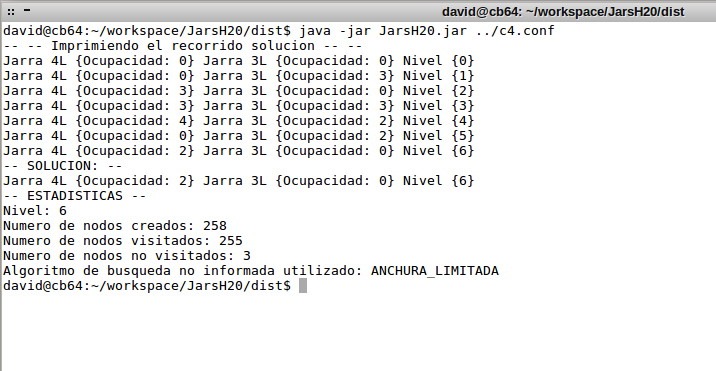 david@cb64: ~/workspace/JarsH20/dist
david@cb64:~/workspace/JarsH20/dist$ java -jar JarsH20.jar ../c4.conf
-- -- Imprimiendo el recorrido solucion -- --
Jarra 4L {Ocupacidad: 0} Jarra 3L {Ocupacidad: 0} Nivel {0}
Jarra 4L {Ocupacidad: 0} Jarra 3L {Ocupacidad: 3} Nivel {1}
Jarra 4L {Ocupacidad: 3} Jarra 3L {Ocupacidad: 0} Nivel {2}
Jarra 4L {Ocupacidad: 3} Jarra 3L {Ocupacidad: 3} Nivel {3}
Jarra 4L {Ocupacidad: 4} Jarra 3L {Ocupacidad: 2} Nivel {4}
Jarra 4L {Ocupacidad: 0} Jarra 3L {Ocupacidad: 2} Nivel {5}
Jarra 4L {Ocupacidad: 2} Jarra 3L {Ocupacidad: 0} Nivel {6}
-- SOLUCION: --
Jarra 4L {Ocupacidad: 2} Jarra 3L {Ocupacidad: 0} Nivel {6}
-- ESTADISTICAS --
Nivel: 6
Numero de nodos creados: 258
Numero de nodos visitados: 255
Numero de nodos no visitados: 3
Algoritmo de busqueda no informada utilizado: ANCHURA_LIMITADA
david@cb64:~/workspace/JarsH20/dist$